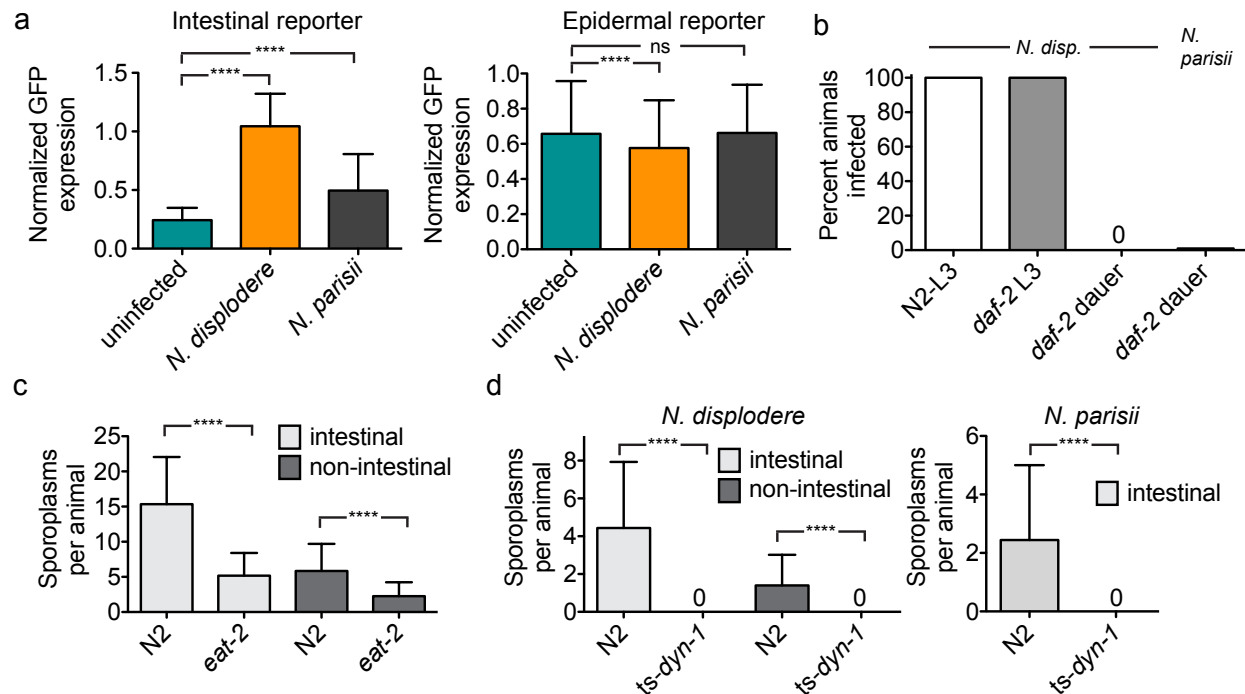 a
Intestinal reporter
****
****
Normalized GFP
expression
1.5
1.0
0.5
0.0
uninfected
N. displodere
N. parisii
Epidermal reporter
ns
****
Normalized GFP
expression
1.0
0.8
0.6
0.4
0.2
0.0
uninfected
N. displodere
N. parisii
b
N. disp.
N.
parisii
Percent animals
infected
100
80
60
40
20
0
0
N2-L3
daf-2 L3
daf-2 dauer
daf-2 dauer
c
Sporoplasms
per animal
25
20
15
10
5
0
****
****
intestinal
non-intestinal
N2
eat-2
N2
eat-2
d
N. displodere
Sporoplasms
per animal
8
6
4
2
0
****
****
intestinal
non-intestinal
0
0
N2
ts-dyn-1
N2
ts-dyn-1
N. parisii
Sporoplasms
per animal
6
4
2
0
****
intestinal
0
N2
ts-dyn-1